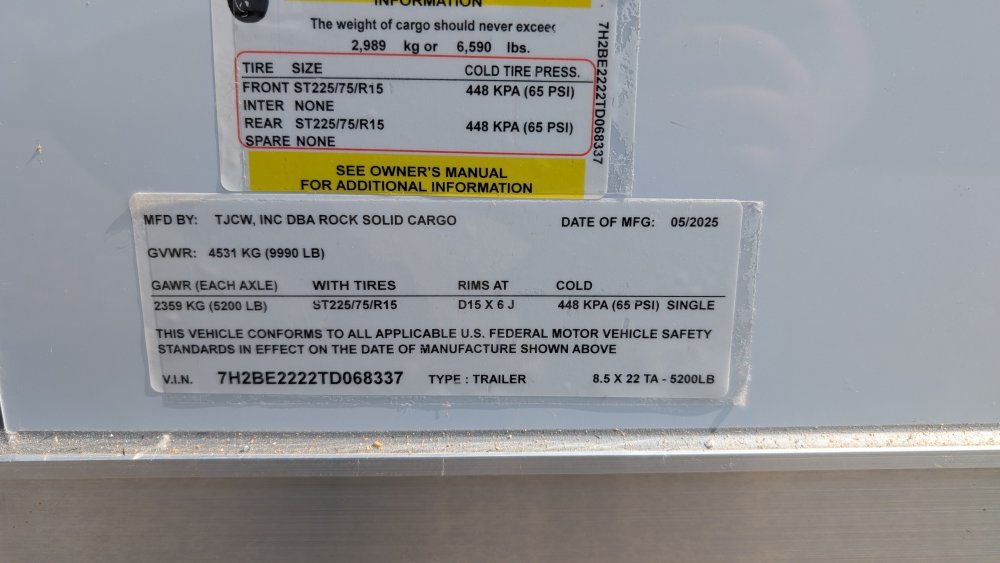 INFORMATION
The weight of cargo should never exceed
2,989 kg or 6,590 lbs.
TIRE SIZE COLD TIRE PRESS.
FRONT ST225/75/R15 448 KPA (65 PSI)
INTER NONE
REAR ST225/75/R15 448 KPA (65 PSI)
SPARE NONE
SEE OWNER'S MANUAL
FOR ADDITIONAL INFORMATION
7H2BE2222TD068337
MFD BY: TJCW, INC DBA ROCK SOLID CARGO DATE OF MFG: 05/2025
GVWR: 4531 KG (9990 LB)
GAWR (EACH AXLE) WITH TIRES RIMS AT COLD
2359 KG (5200 LB) ST225/75/R15 D15 X 6 J 448 KPA (65 PSI) SINGLE
THIS VEHICLE CONFORMS TO ALL APPLICABLE U.S. FEDERAL MOTOR VEHICLE SAFETY
STANDARDS IN EFFECT ON THE DATE OF MANUFACTURE SHOWN ABOVE
V.I.N. 7H2BE2222TD068337 TYPE : TRAILER 8.5 X 22 TA - 5200LB